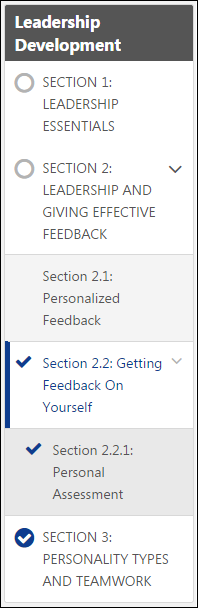 Leadership
Development
SECTION 1:
LEADERSHIP
ESSENTIALS
SECTION 2:
LEADERSHIP AND
GIVING EFFECTIVE
FEEDBACK
Section 2.1:
Personalized
Feedback
Section 2.2: Getting
Feedback On
Yourself
Section 2.2.1:
Personal
Assessment
SECTION 3:
PERSONALITY TYPES
AND TEAMWORK